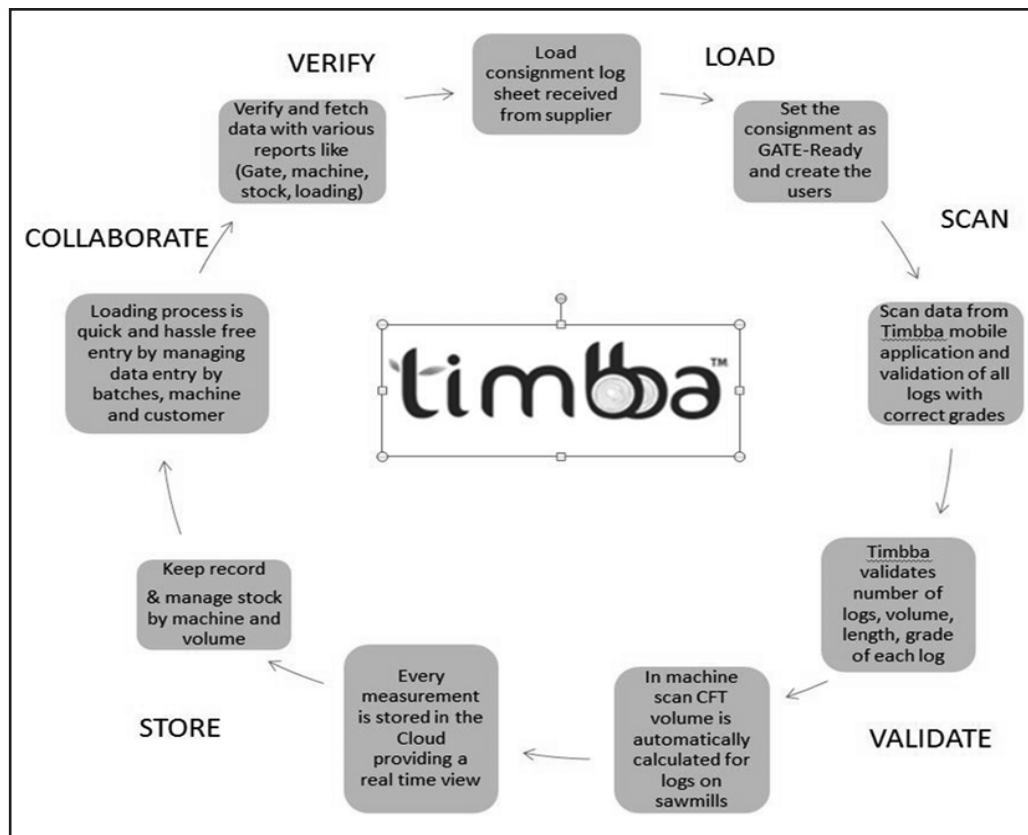 VERIFY
Load
consignment log
sheet received
from supplier
LOAD
Verify and fetch
data with various
reports like
(Gate, machine,
stock, loading)
Set the
consignment as
GATE-Ready
and create the
users
COLLABORATE
SCAN
Loading process is
quick and hassle free
entry by managing
data entry by
batches, machine
and customer
timbba™
Scan data from
Timbba mobile
application and
validation of all
logs with
correct grades
Keep record
& manage stock
by machine and
volume
Timbba
validates
number of
logs, volume,
length, grade
of each log
Every
measurement
is stored in the
Cloud
providing a
real time view
In machine
scan CFT
volume is
automatically
calculated for
logs on
sawmills
STORE
VALIDATE